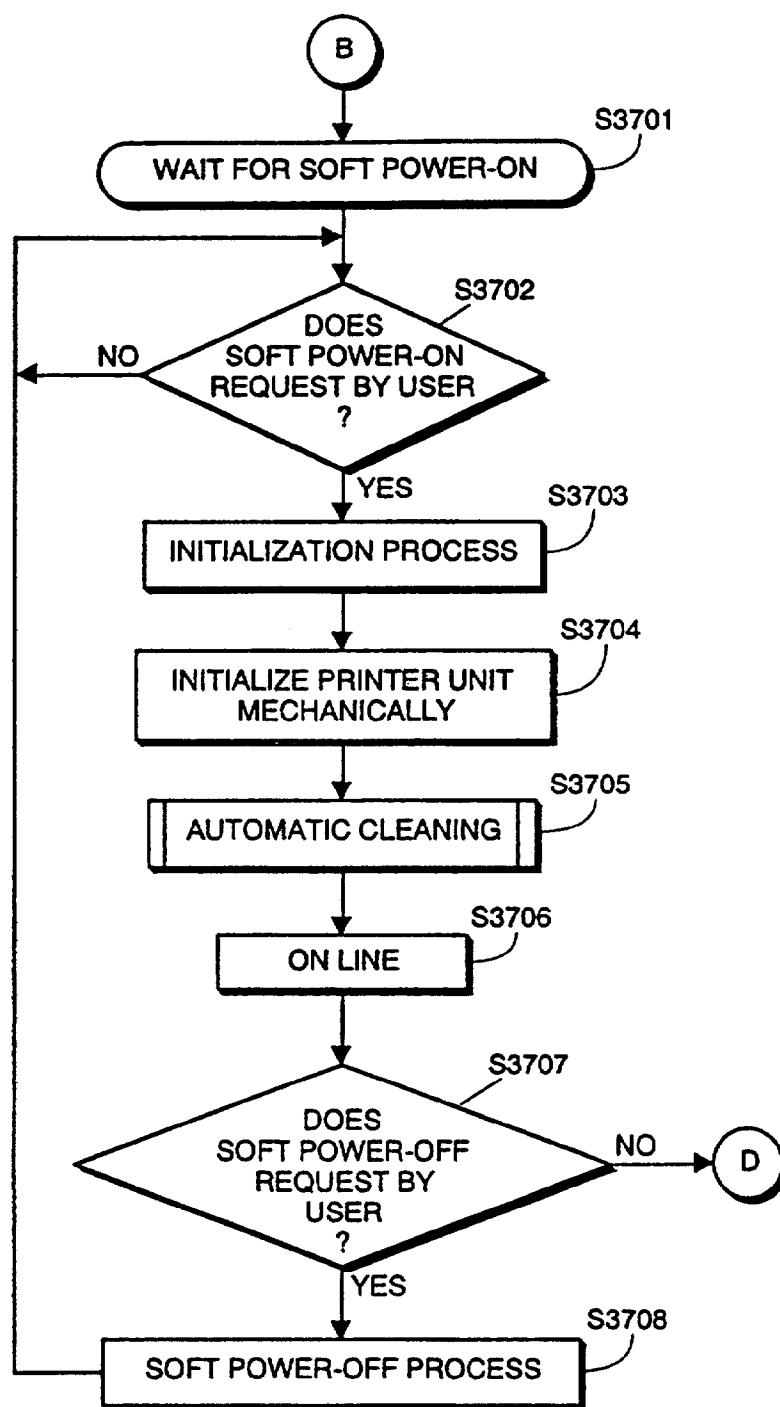 B
S3701
WAIT FOR SOFT POWER-ON
S3702
DOES
SOFT POWER-ON
REQUEST BY USER
?
NO
YES
S3703
INITIALIZATION PROCESS
S3704
INITIALIZE PRINTER UNIT
MECHANICALLY
S3705
AUTOMATIC CLEANING
S3706
ON LINE
S3707
DOES
SOFT POWER-OFF
REQUEST BY
USER
?
NO
D
YES
S3708
SOFT POWER-OFF PROCESS